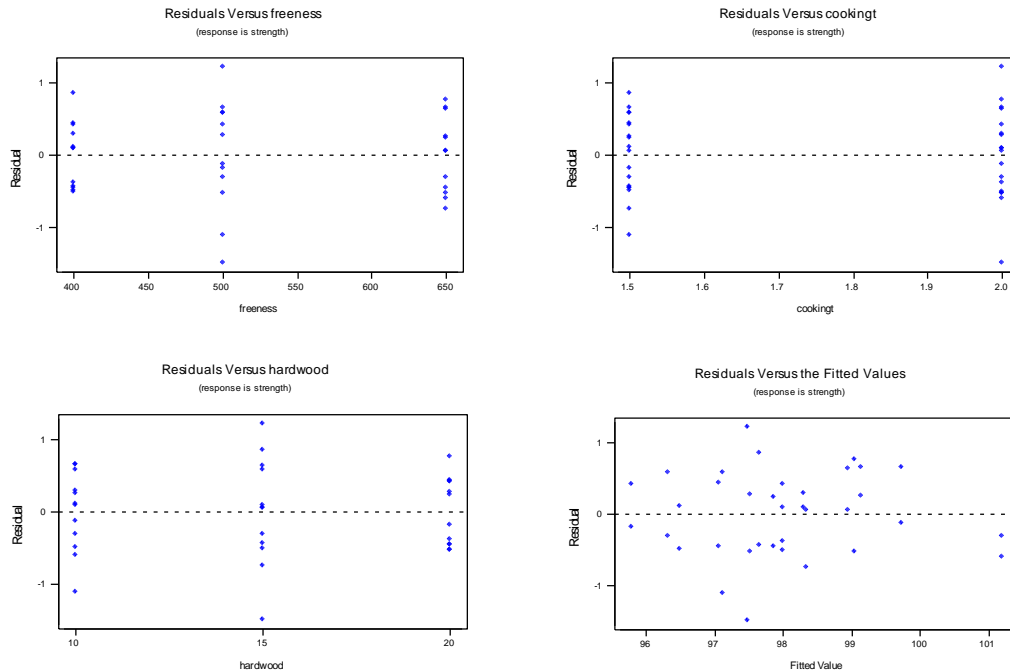 Residuals Versus freeness
(response is strength)
1
0
-1
Residual
400 450 500 550 600 650
freeness
Residuals Versus cookingt
(response is strength)
1
0
-1
Residual
1.5 1.6 1.7 1.8 1.9 2.0
cookingt
Residuals Versus hardwood
(response is strength)
1
0
-1
Residual
10 15 20
hardwood
Residuals Versus the Fitted Values
(response is strength)
1
0
-1
Residual
96 97 98 99 100 101
Fitted Value